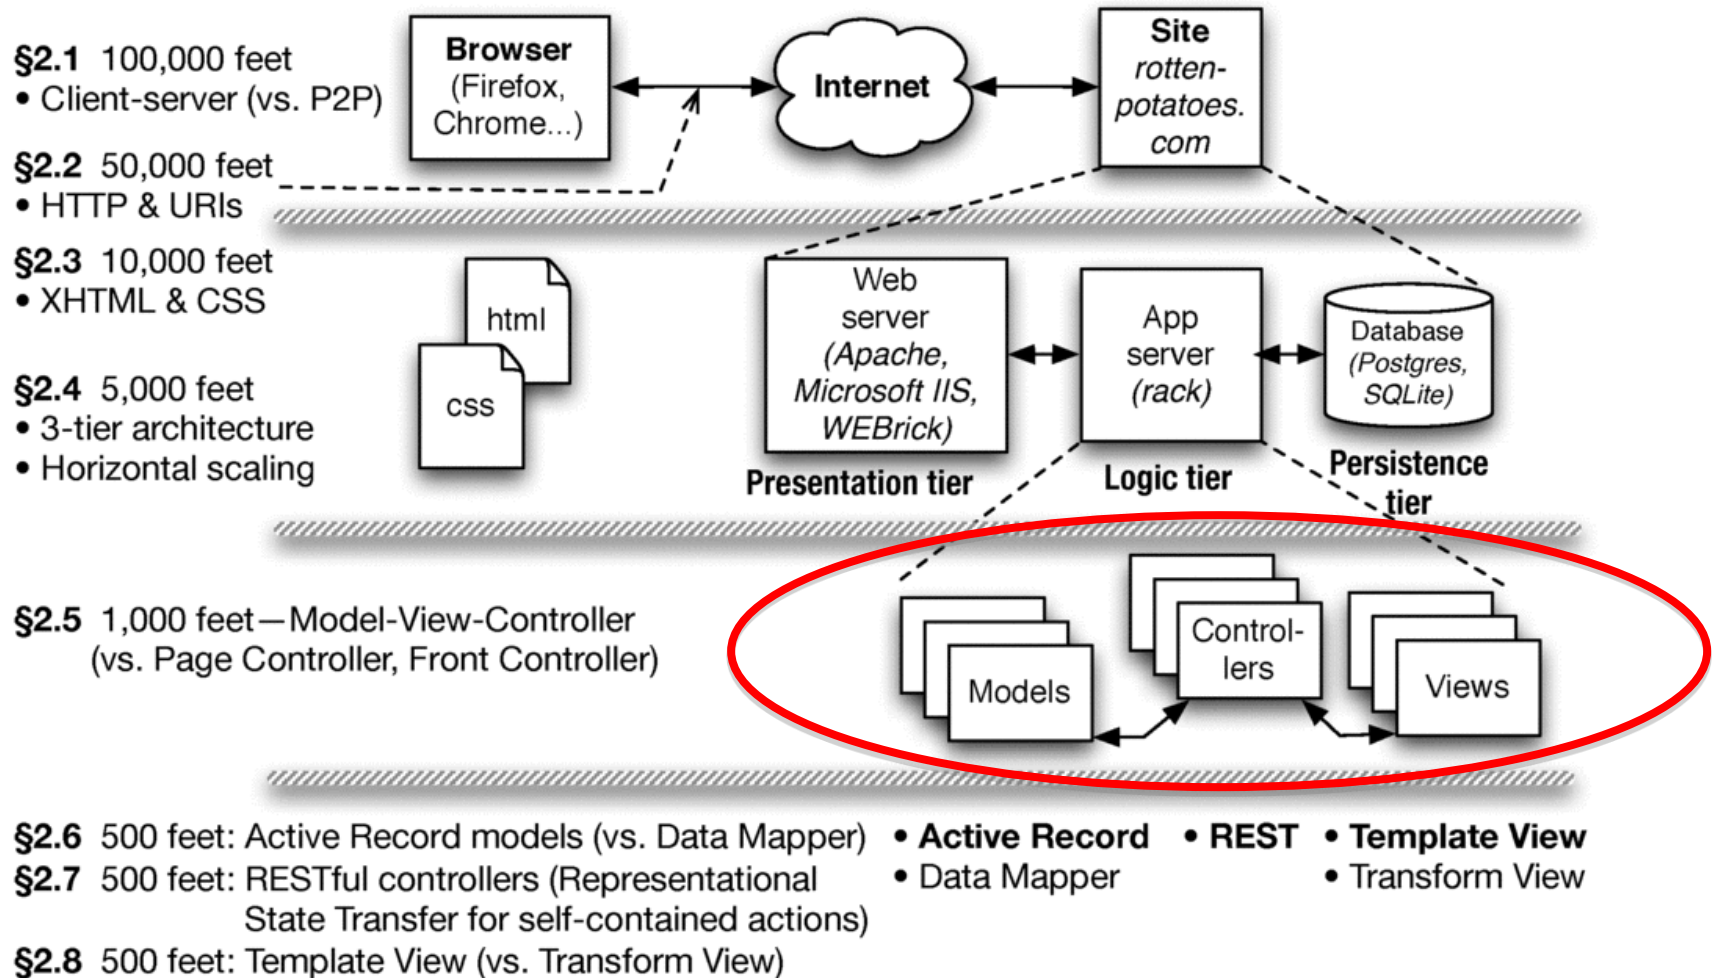 §2.1 100,000 feet
• Client-server (vs. P2P)
§2.2 50,000 feet
• HTTP & URIs
Browser
(Firefox,
Chrome...)
Internet
Site
rotten-
potatoes.
com
§2.3 10,000 feet
• XHTML & CSS
§2.4 5,000 feet
• 3-tier architecture
• Horizontal scaling
html
css
Web
server
(Apache,
Microsoft IIS,
WEBrick)
Presentation tier
App
server
(rack)
Logic tier
Database
(Postgres,
SQLite)
Persistence
tier
§2.5 1,000 feet—Model-View-Controller
(vs. Page Controller, Front Controller)
Models
Control-
lers
Views
§2.6 500 feet: Active Record models (vs. Data Mapper)
§2.7 500 feet: RESTful controllers (Representational
State Transfer for self-contained actions)
§2.8 500 feet: Template View (vs. Transform View)
• Active Record
• Data Mapper
• REST
• Template View
• Transform View